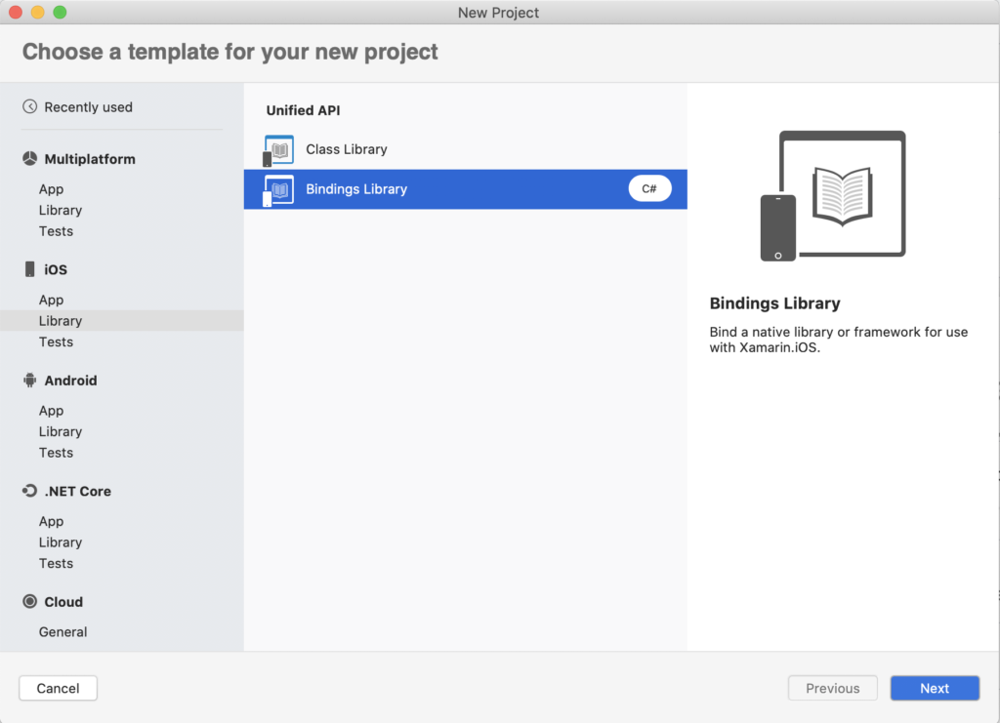 New Project
Choose a template for your new project
Recently used
Multiplatform
App
Library
Tests
iOS
App
Library
Tests
Android
App
Library
Tests
.NET Core
App
Library
Tests
Cloud
General
Unified API
Class Library
Bindings Library
C#
Bindings Library
Bind a native library or framework for use
with Xamarin.iOS.
Cancel
Previous
Next